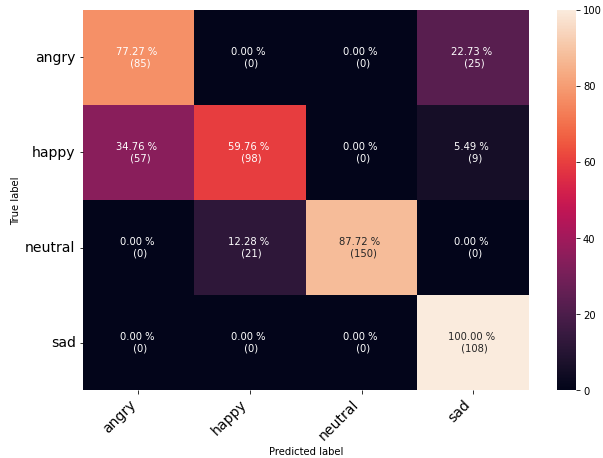 100
77.27 % 0.00 % 0.00 % 22.73 %
angry
(85) (0) (0) (25)
80
34.76 % 59.76 % 0.00 % 5.49 %
happy
(57) (98) (0) (9)
60
True label
40
0.00 % 12.28 % 87.72 % 0.00 %
neutral
(0) (21) (150) (0)
20
0.00 % 0.00 % 0.00 % 100.00 %
sad
(0) (0) (0) (108)
0
angry happy neutral sad
Predicted label